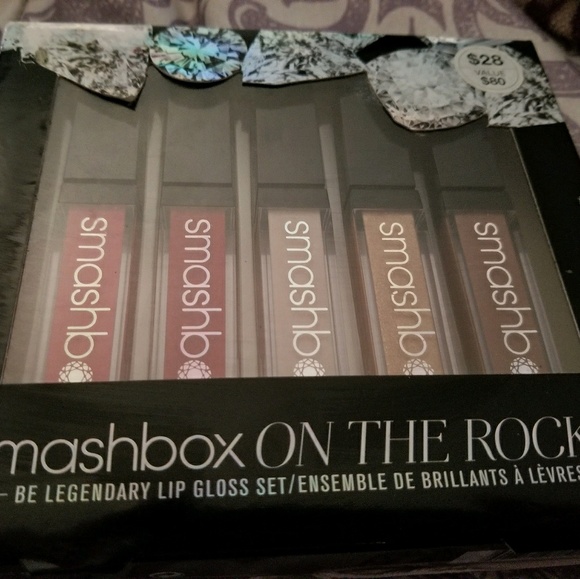 $28
VALUE
$80
smashb
smashb
smashb
smashb
smashb
mashbox ON THE ROCK
- BE LEGENDARY LIP GLOSS SET/ENSEMBLE DE BRILLANTS À LÈVRES